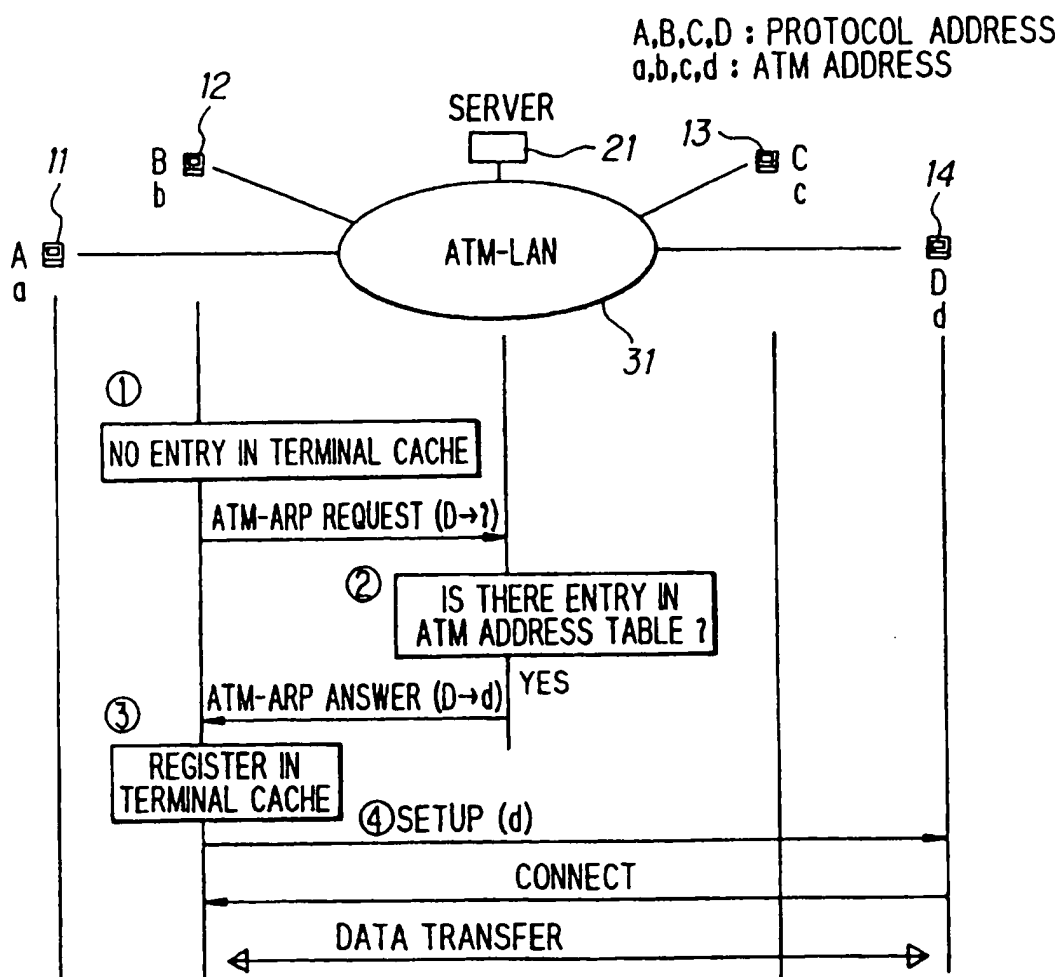 A,B,C,D : PROTOCOL ADDRESS
a,b,c,d : ATM ADDRESS
12
SERVER
21
13
11
B
b
C
c
14
A
a
ATM-LAN
D
d
31
①
NO ENTRY IN TERMINAL CACHE
ATM-ARP REQUEST (D→?)
②
IS THERE ENTRY IN
ATM ADDRESS TABLE ?
YES
ATM-ARP ANSWER (D→d)
③
REGISTER IN
TERMINAL CACHE
④SETUP (d)
CONNECT
DATA TRANSFER